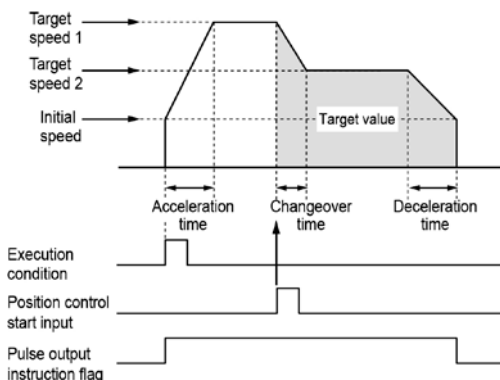 Target
speed 1
Target
speed 2
Initial
speed
Target value
Acceleration
time
Changeover
time
Deceleration
time
Execution
condition
Position control
start input
Pulse output
instruction flag